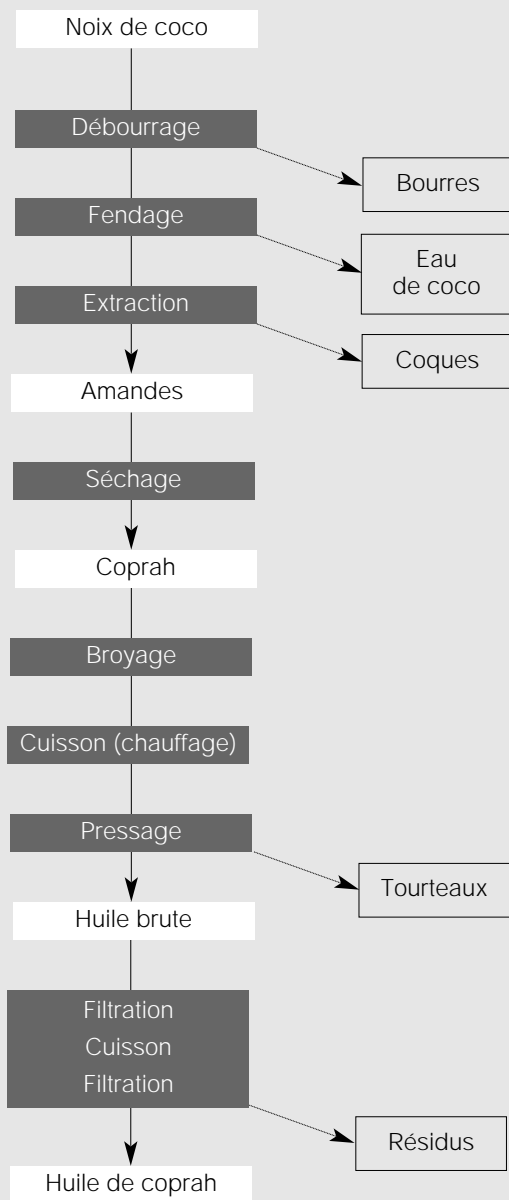 Noix de coco
Débourrage
Bourres
Fendage
Eau
de coco
Extraction
Coques
Amandes
Séchage
Coprah
Broyage
Cuisson (chauffage)
Pressage
Tourteaux
Huile brute
Filtration
Cuisson
Filtration
Résidus
Huile de coprah